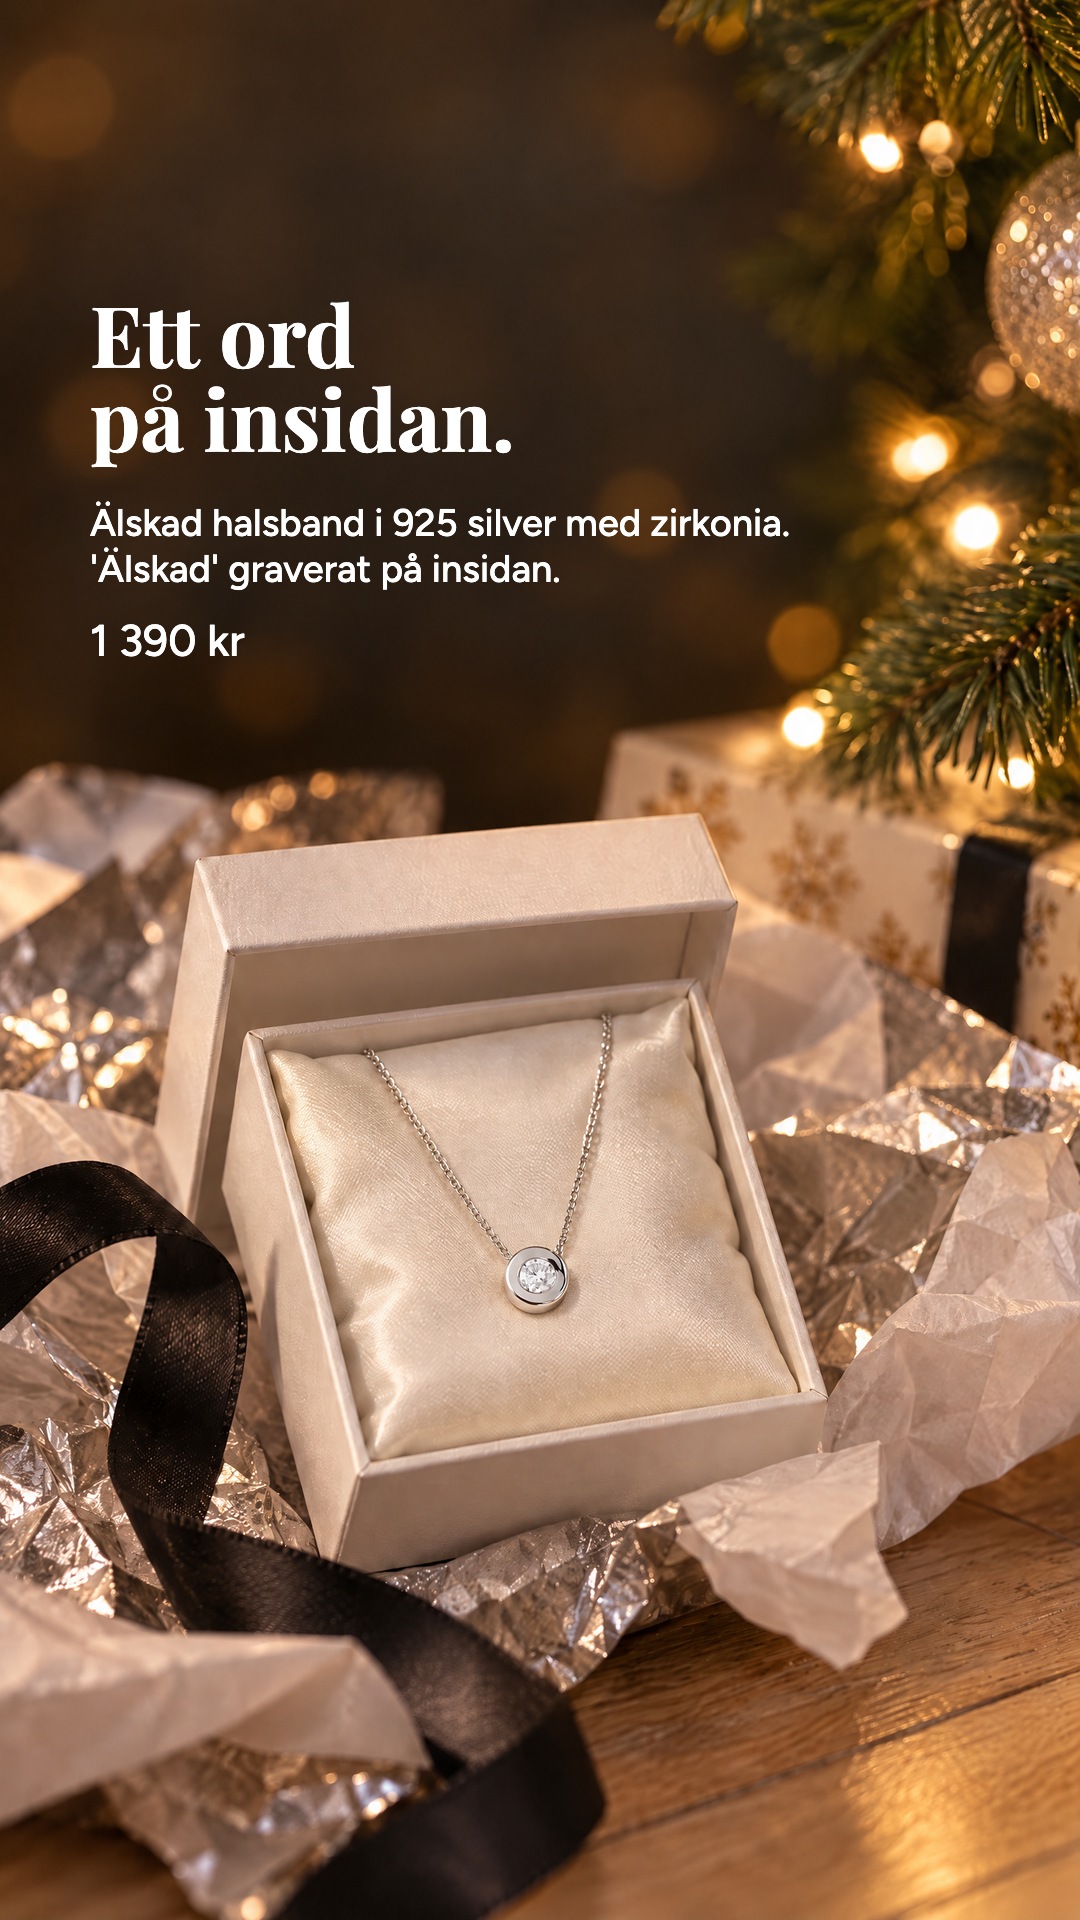 Ett ord
på insidan.
Älskad halsband i 925 silver med zirkonia.
'Älskad' graverat på insidan.
1 390 kr